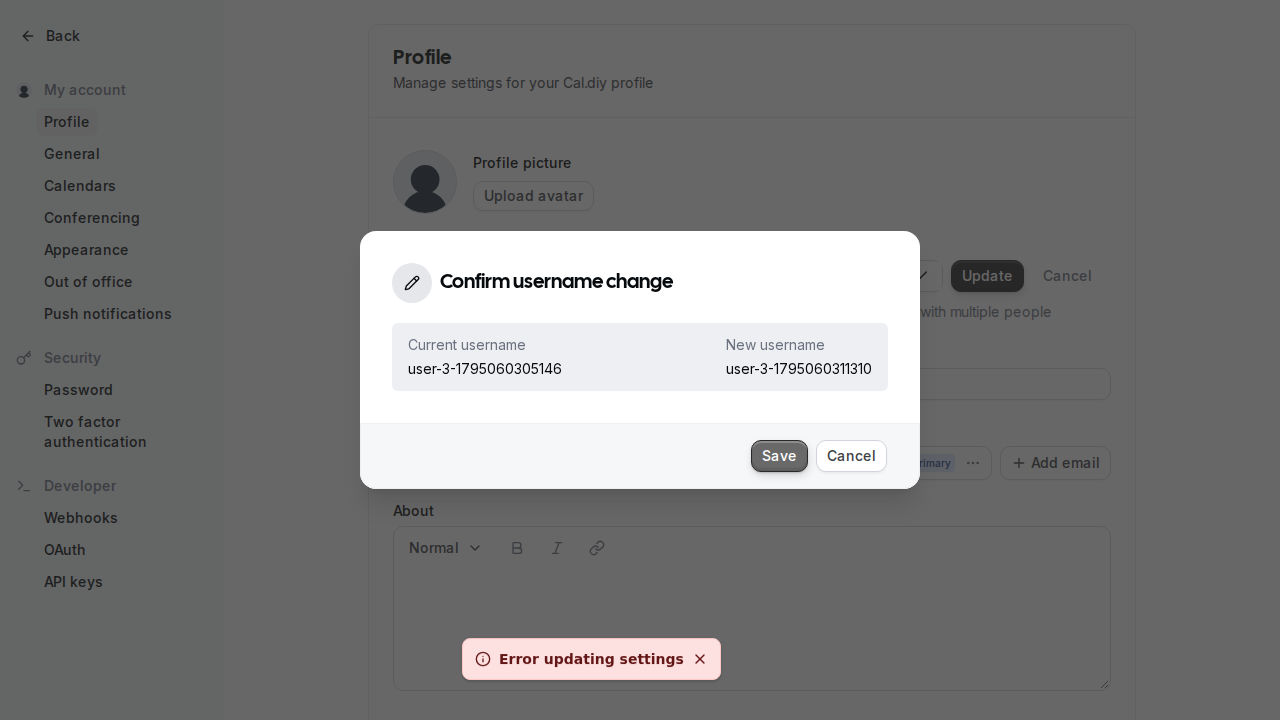 Back
My account
Profile
General
Calendars
Conferencing
Appearance
Out of office
Push notifications
Security
Password
Two factor
authentication
Developer
Webhooks
OAuth
API keys
Profile
Manage settings for your Cal.diy profile
Profile picture
Upload avatar
Update
Cancel
with multiple people
Confirm username change
Current username
user-3-1795060305146
New username
user-3-1795060311310
Save
Cancel
Add email
About
Normal
Error updating settings